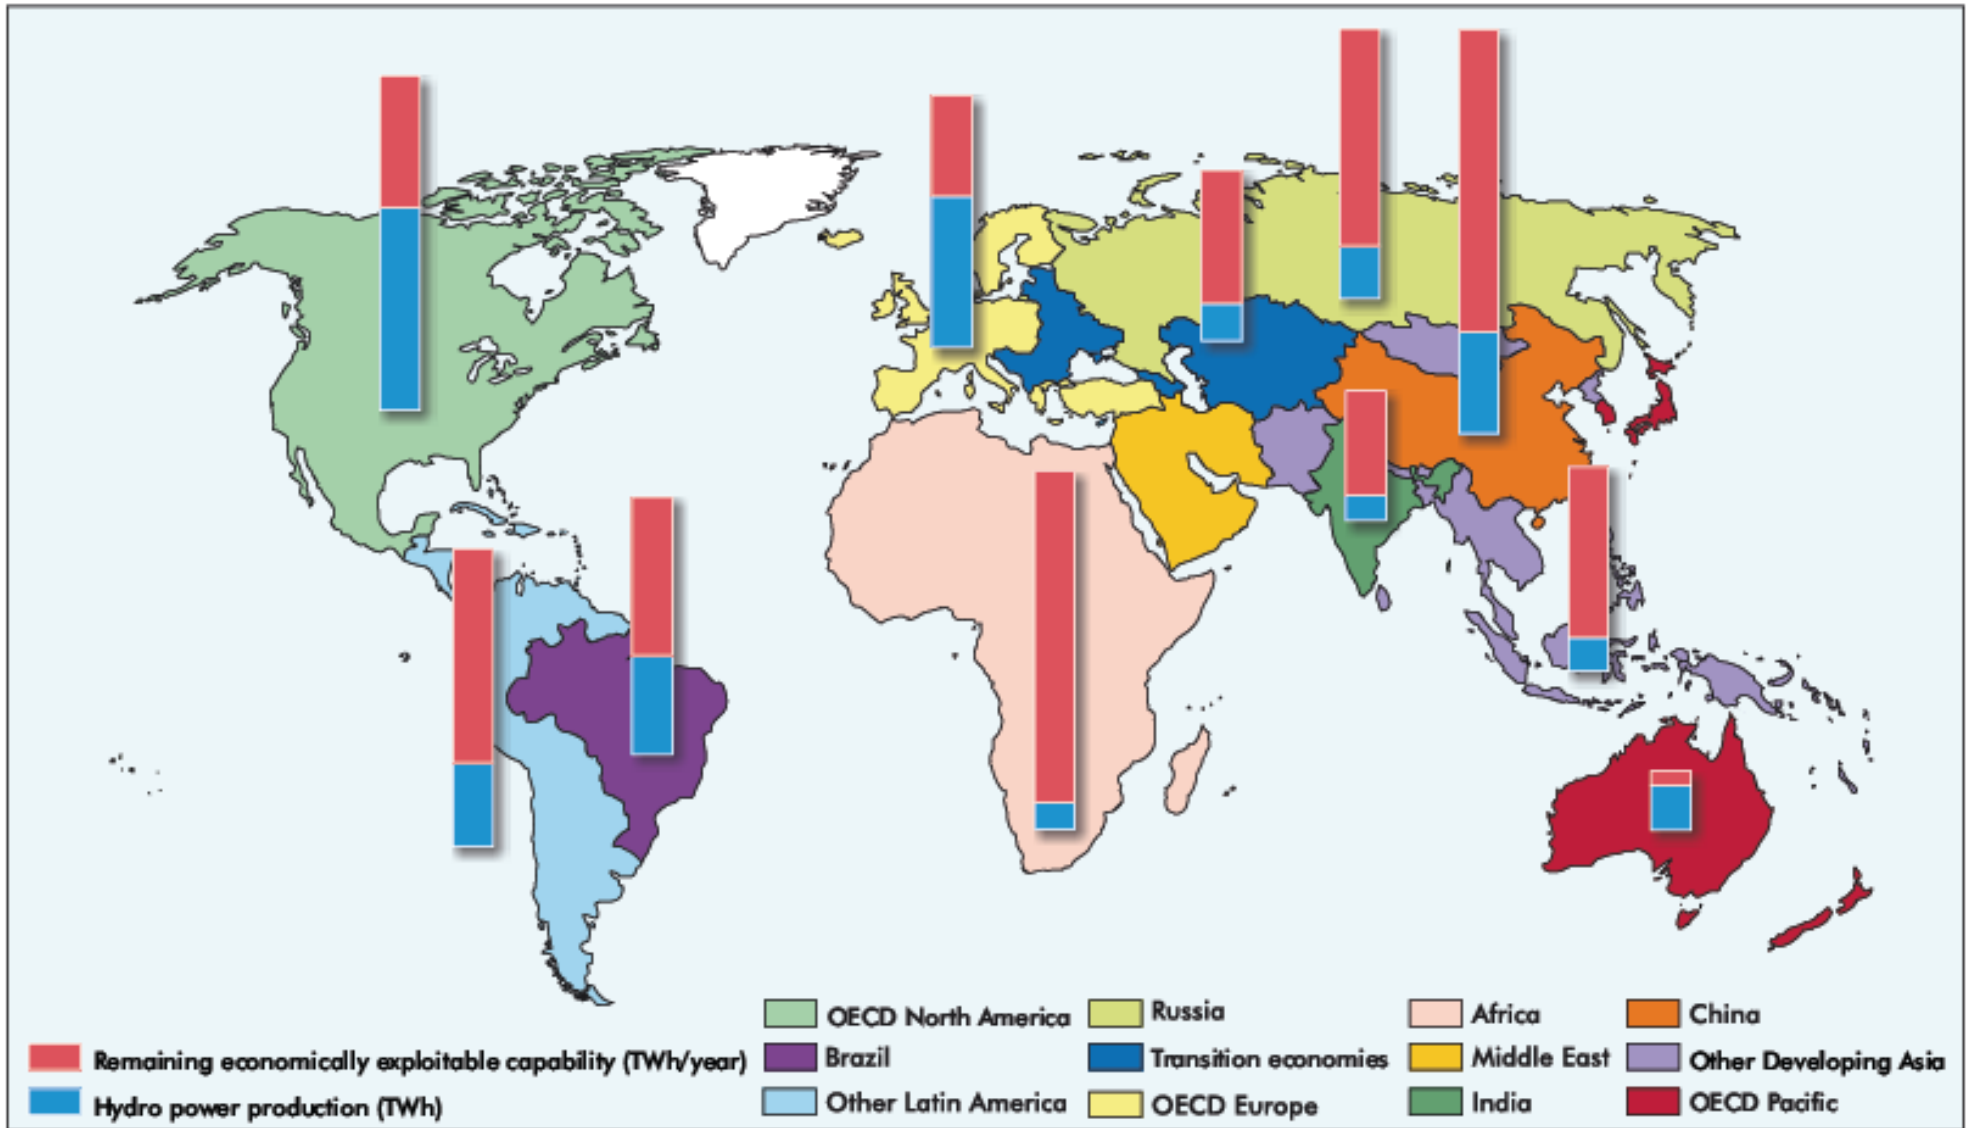 Remaining economically exploitable capability (TWh/year)
Hydro power production (TWh)
OECD North America
Brazil
Other Latin America
Russia
Transition economies
OECD Europe
Africa
Middle East
India
China
Other Developing Asia
OECD Pacific